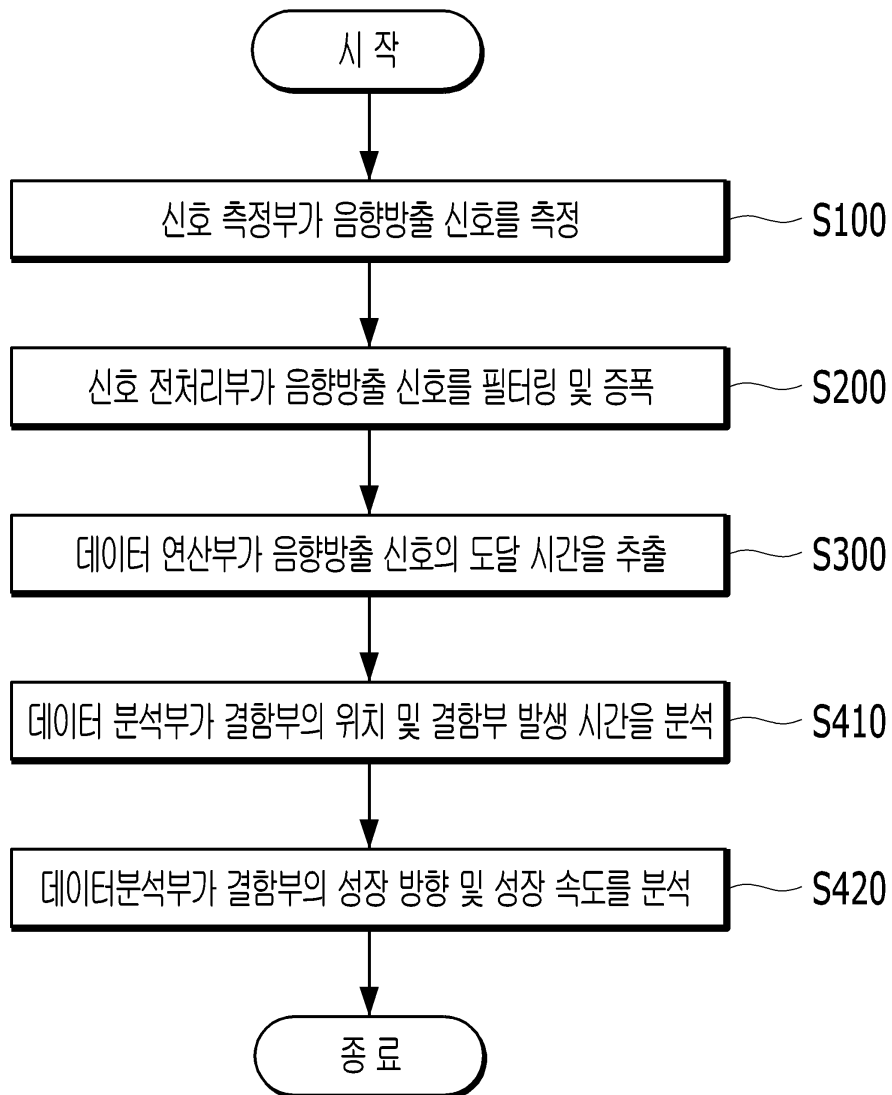 시 작
신호 측정부가 음향방출 신호를 측정
S100
신호 전처리부가 음향방출 신호를 필터링 및 증폭
S200
데이터 연산부가 음향방출 신호의 도달 시간을 추출
S300
데이터 분석부가 결함부의 위치 및 결함부 발생 시간을 분석
S410
데이터분석부가 결함부의 성장 방향 및 성장 속도를 분석
S420
종 료